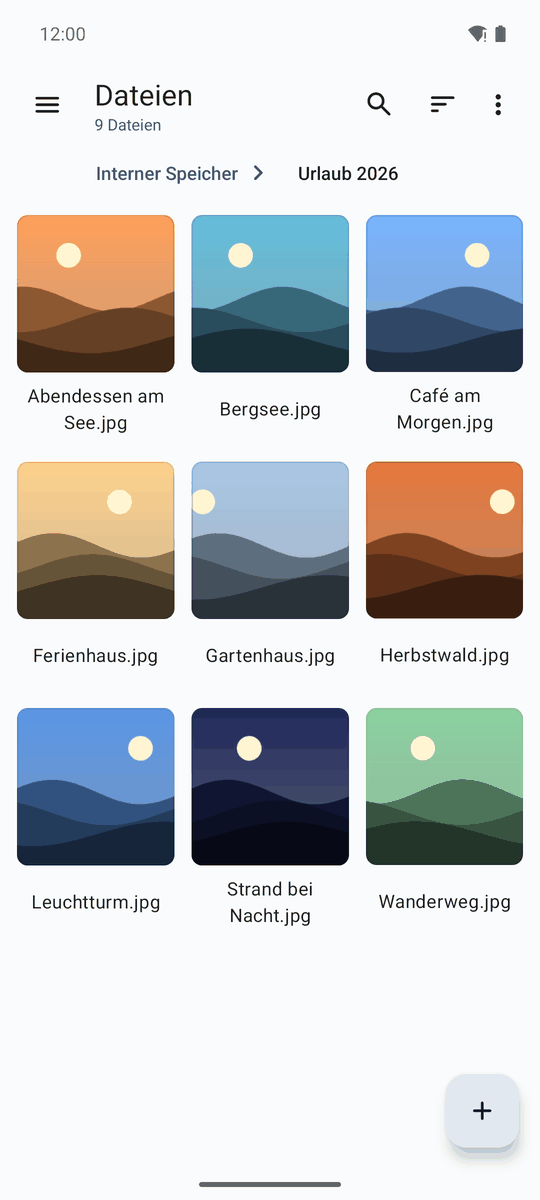 12:00
Dateien
9 Dateien
Interner Speicher
Urlaub 2026
Abendessen am
See.jpg
Bergsee.jpg
Café am
Morgen.jpg
Ferienhaus.jpg
Gartenhaus.jpg
Herbstwald.jpg
Leuchtturm.jpg
Strand bei
Nacht.jpg
Wanderweg.jpg